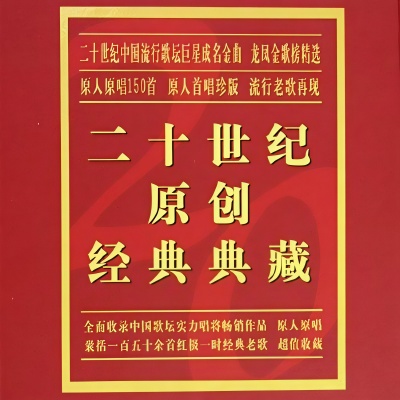 二十世纪中国流行歌坛巨星成名金曲 龙凤金歌榜精选
原人原唱150首 原人首唱珍版 流行老歌再现
二十世纪
原创
经典典藏
全面收录中国歌坛实力唱将畅销作品 原人原唱
聚括一百五十余首红极一时经典老歌 超值收藏